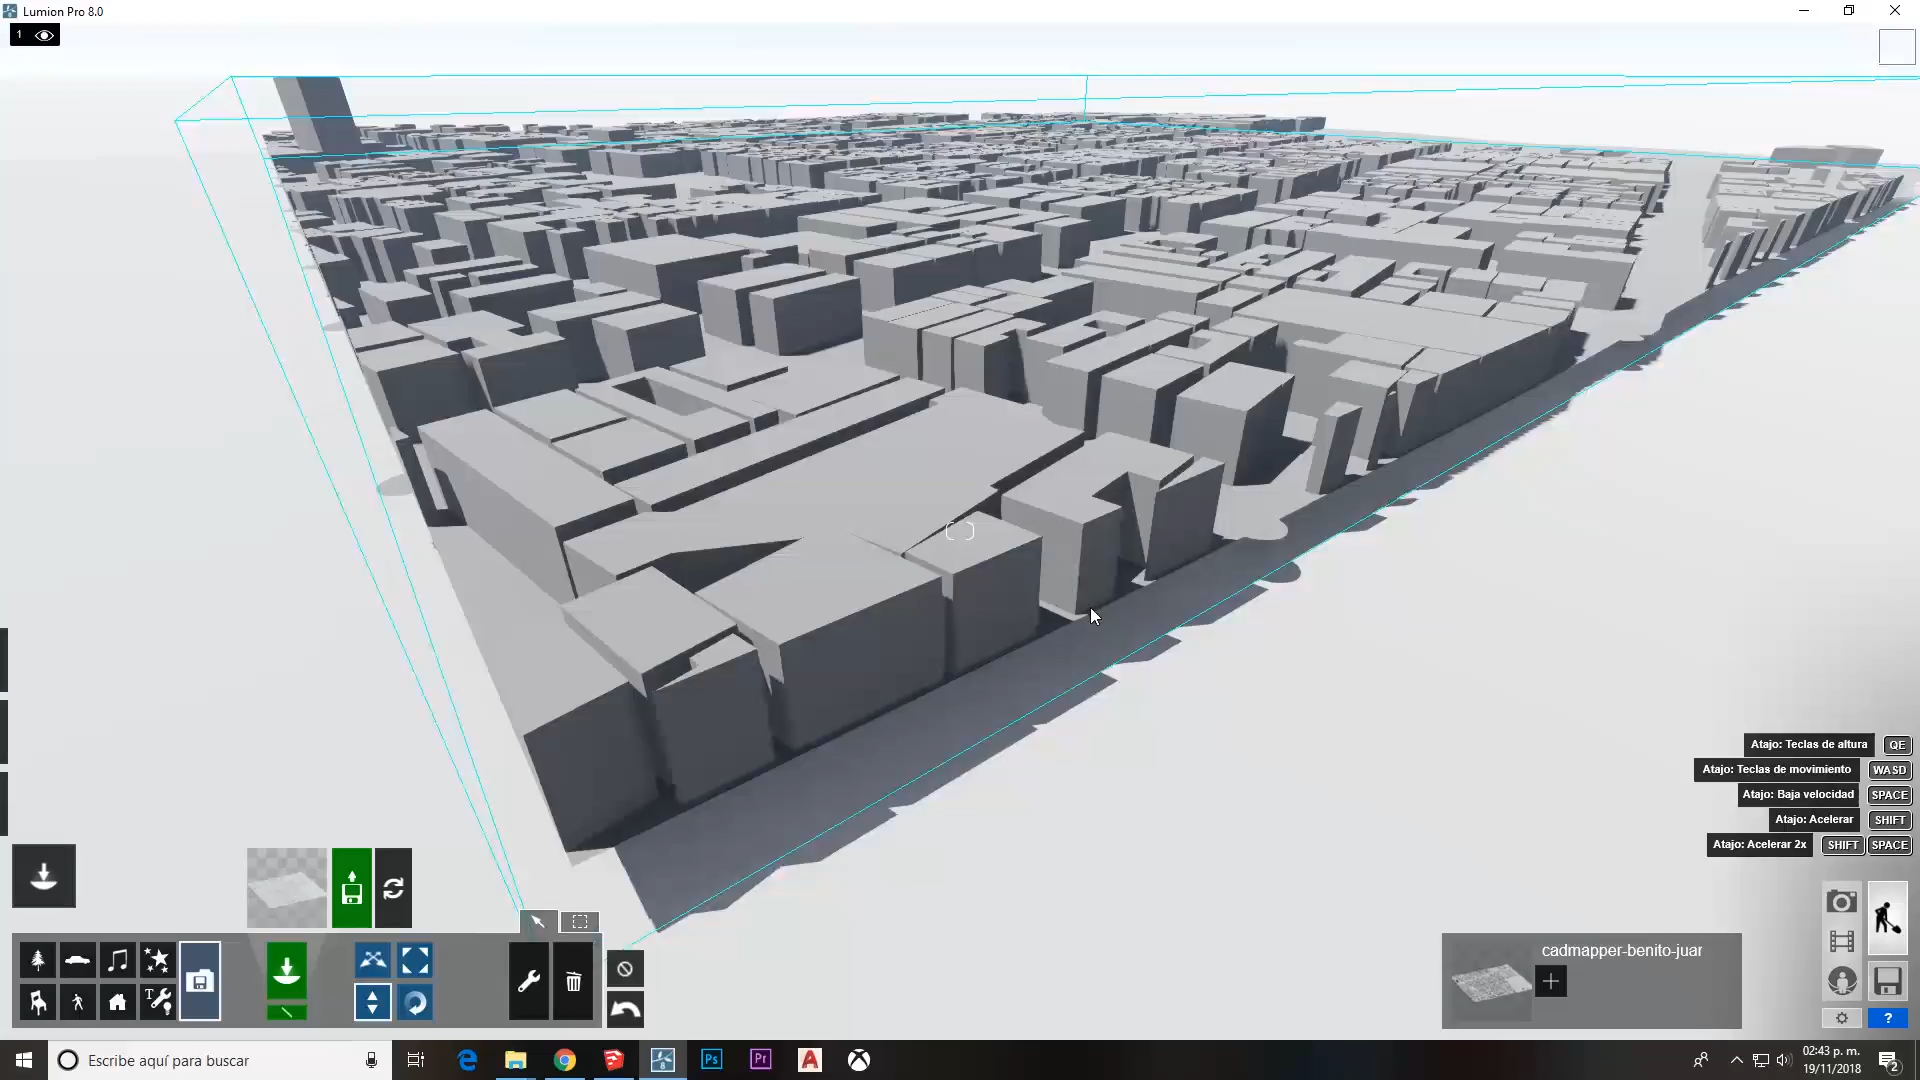 Lumion Pro 8.0
1
Atajo: Teclas de altura QE
Atajo: Teclas de movimiento WASD
Atajo: Baja velocidad SPACE
Atajo: Acelerar SHIFT
Atajo: Acelerar 2x SHIFT SPACE
cadmapper-benito-juar
+
?
Escribe aquí para buscar
Ps
Pr
02:43 p. m.
19/11/2018
2